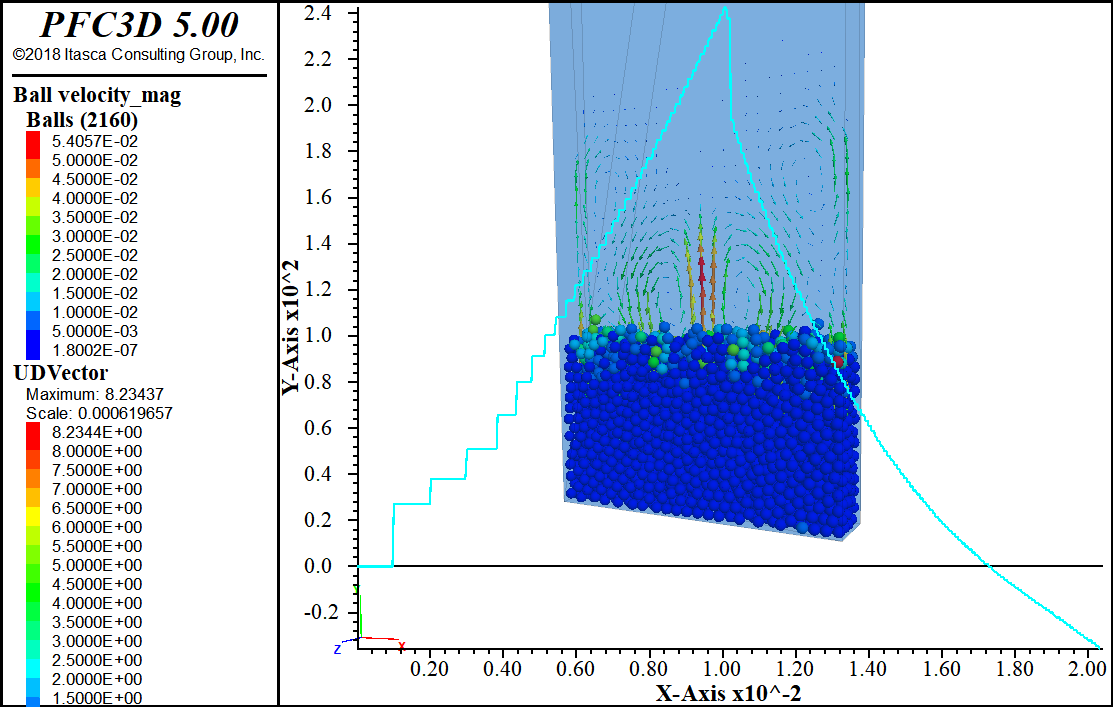 PFC3D 5.00
©2018 Itasca Consulting Group, Inc.
Ball velocity_mag
Balls (2160)
5.4057E-02
5.0000E-02
4.5000E-02
4.0000E-02
3.5000E-02
3.0000E-02
2.5000E-02
2.0000E-02
1.5000E-02
1.0000E-02
5.0000E-03
1.8002E-07
UDVector
Maximum: 8.23437
Scale: 0.000619657
8.2344E+00
8.0000E+00
7.5000E+00
7.0000E+00
6.5000E+00
6.0000E+00
5.5000E+00
5.0000E+00
4.5000E+00
4.0000E+00
3.5000E+00
3.0000E+00
2.5000E+00
2.0000E+00
1.5000E+00
2.4
2.2
2.0
1.8
1.6
1.4
1.2
1.0
0.8
0.6
0.4
0.2
0.0
-0.2
Y-Axis x10^2
Z
X
0.20
0.40
0.60
0.80
1.00
1.20
1.40
1.60
1.80
2.00
X-Axis x10^-2